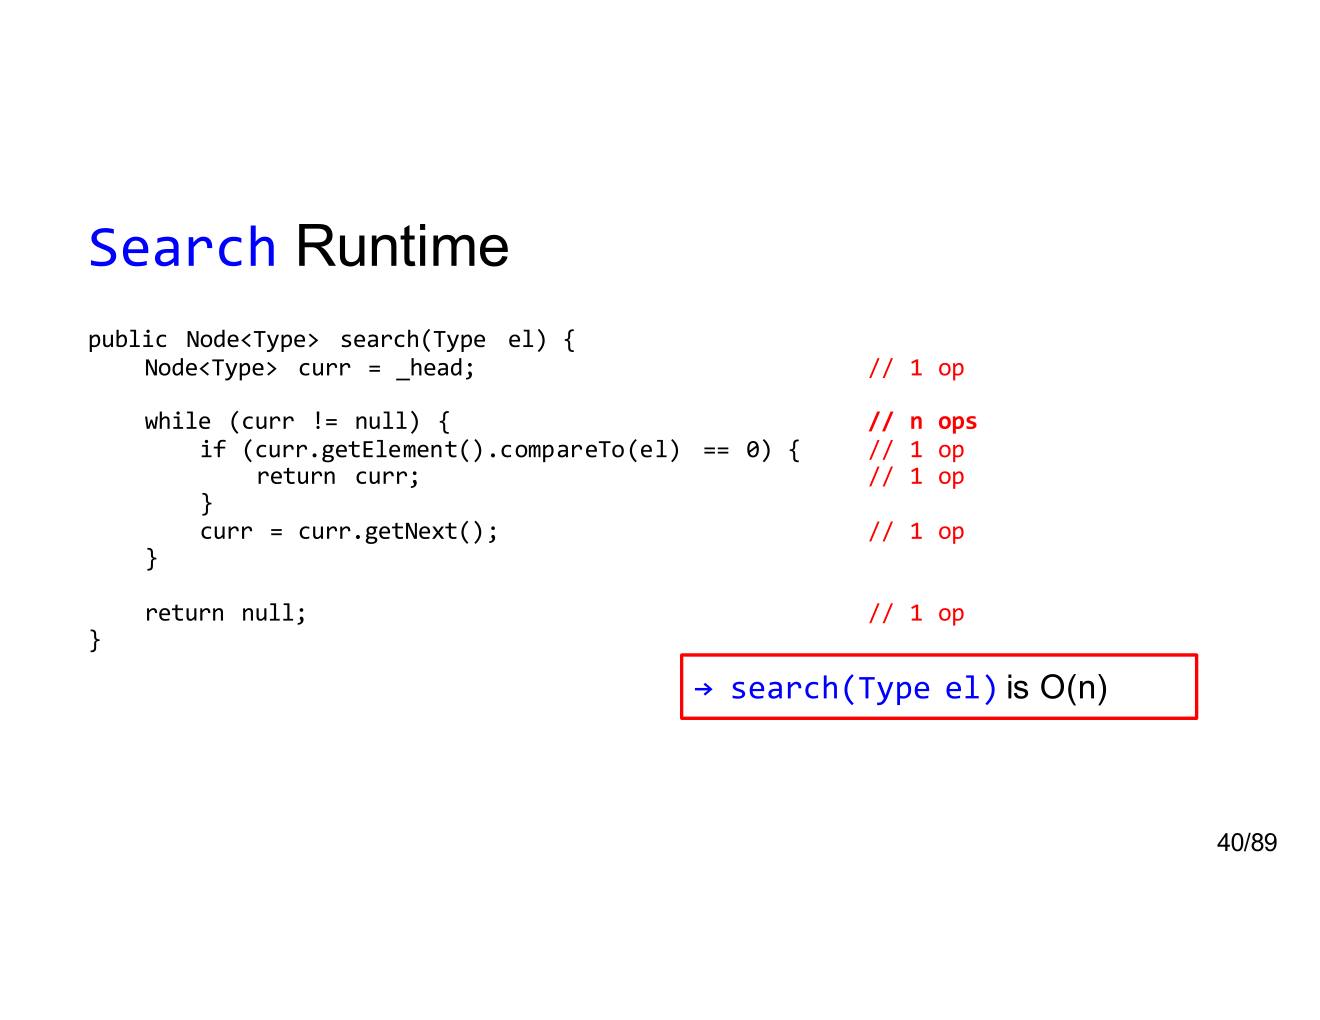 Search Runtime
public Node<Type> search(Type el) {
Node<Type> curr = _head; // 1 op
while (curr != null) { // n ops
if (curr.getElement().compareTo(el) == 0) { // 1 op
return curr; // 1 op
}
curr = curr.getNext(); // 1 op
}
return null; // 1 op
}
→ search(Type el) is O(n)
40/89